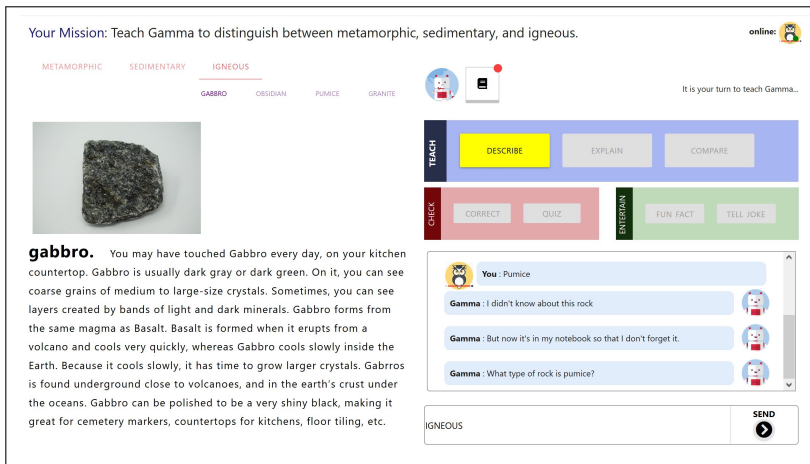 Your Mission: Teach Gamma to distinguish between metamorphic, sedimentary, and igneous.
online:
METAMORPHIC SEDIMENTARY IGNEOUS
GABBRO OBSIDIAN PUMICE GRANITE
It is your turn to teach Gamma...
TEACH
DESCRIBE EXPLAIN COMPARE
CHECK
CORRECT QUIZ
ENTERTAIN
FUN FACT TELL JOKE
gabbro. You may have touched Gabbro every day, on your kitchen
countertop. Gabbro is usually dark gray or dark green. On it, you can see
coarse grains of medium to large-size crystals. Sometimes, you can see
layers created by bands of light and dark minerals. Gabbro forms from
the same magma as Basalt. Basalt is formed when it erupts from a
volcano and cools very quickly, whereas Gabbro cools slowly inside the
Earth. Because it cools slowly, it has time to grow larger crystals. Gabrros
is found underground close to volcanoes, and in the earth's crust under
the oceans. Gabbro can be polished to be a very shiny black, making it
great for cemetery markers, countertops for kitchens, floor tiling, etc.
You : Pumice
Gamma : I didn't know about this rock
Gamma : But now it's in my notebook so that I don't forget it.
Gamma : What type of rock is pumice?
IGNEOUS
SEND